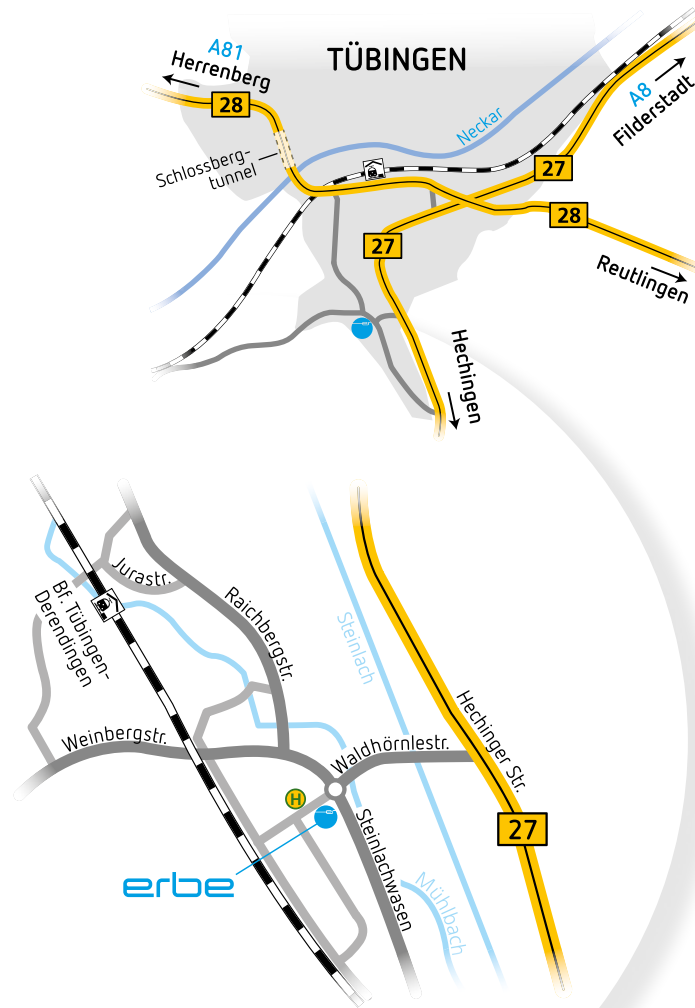 TÜBINGEN
A81
Herrenberg
28
A8
Filderstadt
Neckar
Schlossberg-
tunnel
27
28
27
Reutlingen
Hechingen
Jurastr.
Bf. Tübingen-
Derendingen
Raichbergstr.
Steinlach
Weinbergstr.
Waldhörnlestr.
Hechinger Str.
H
27
Steinlachwasen
erbe
Mühlbach